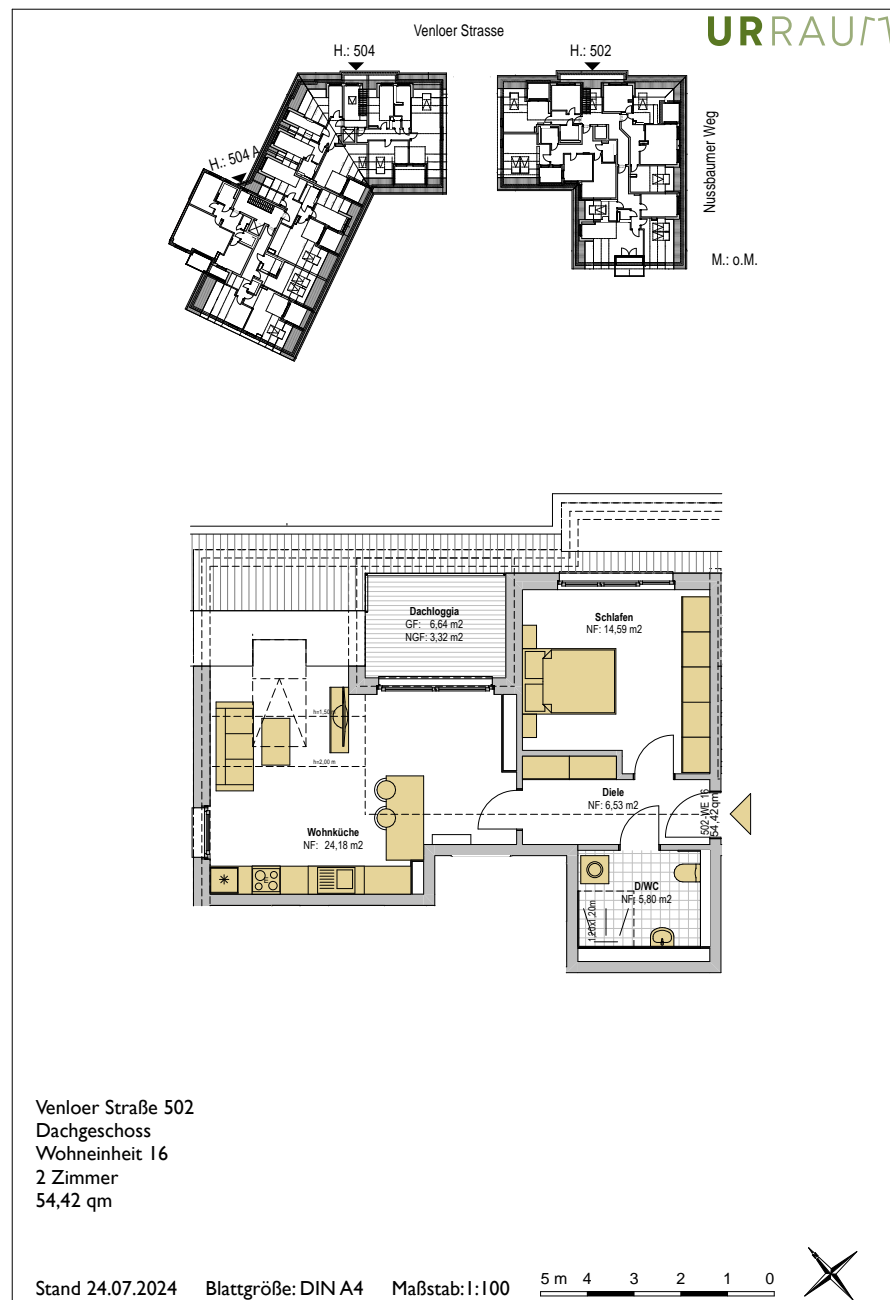 Venloer Strasse
URRAUM
H.: 504
H.: 502
H.: 504 A
Nussbaumer Weg
M.: o.M.
Dachloggia
GF: 6,64 m2
NGF: 3,32 m2
Schlafen
NF: 14,59 m2
h=1,50 m
h=2,00 m
Diele
NF: 6,53 m2
502-WE 16
54,42 qm
Wohnküche
NF: 24,18 m2
D/WC
NF: 5,80 m2
1,20x1,20m
Venloer Straße 502
Dachgeschoss
Wohneinheit 16
2 Zimmer
54,42 qm
Stand 24.07.2024 Blattgröße: DIN A4 Maßstab:1:100
5 m 4 3 2 1 0